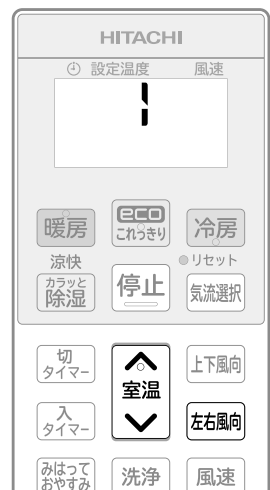 HITACHI
設定温度 風速
1
暖房
eco
これっきり
冷房
涼快
カラッと
除湿
停止
リセット
気流選択
切
タイマー
室温
上下風向
入
タイマー
左右風向
みはって
おやすみ
洗浄
風速